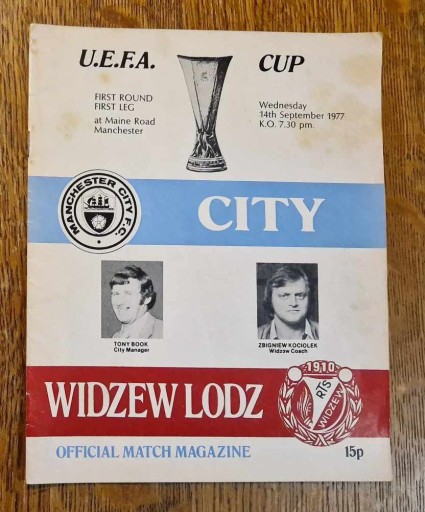 U.E.F.A. CUP
FIRST ROUND
FIRST LEG
at Maine Road
Manchester
Wednesday
14th September 1977
K.O. 7.30 pm.
MANCHESTER CITY F.C.
CITY
TONY BOOK
City Manager
ZBIGNIEW KOCIOLEK
Widzew Coach
WIDZEW LODZ
1910
RTS
WIDZEW
OFFICIAL MATCH MAGAZINE
15p